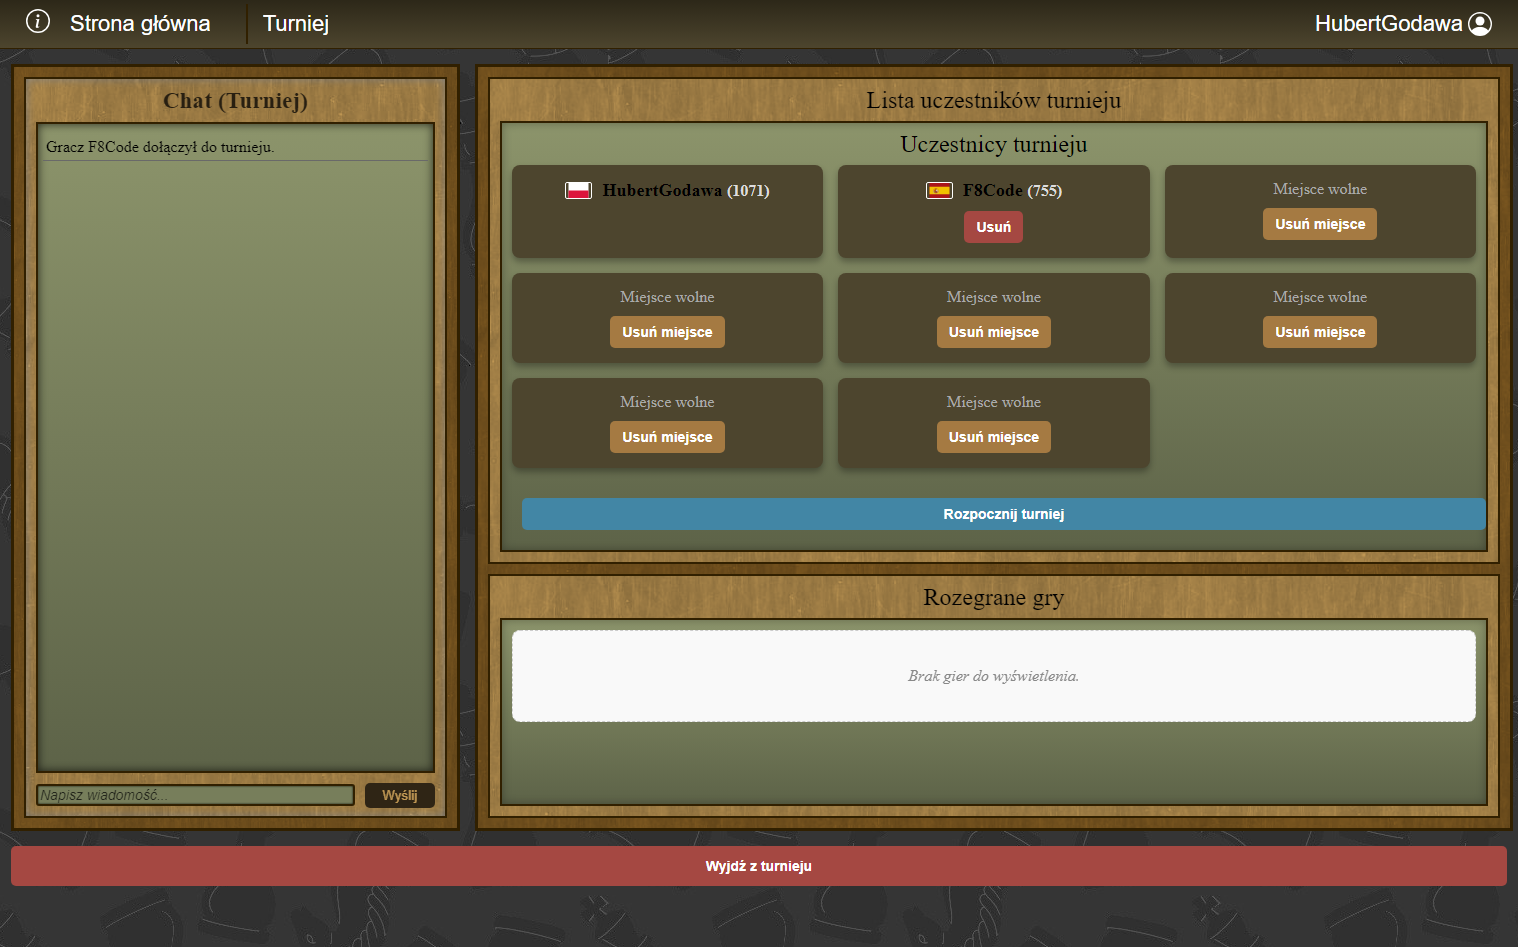 Strona główna
Turniej
HubertGodawa
Chat (Turniej)
Gracz F8Code dołączył do turnieju.
Napisz wiadomość...
Wyślij
Lista uczestników turnieju
Uczestnicy turnieju
HubertGodawa (1071)
F8Code (755)
Usuń
Miejsce wolne
Usuń miejsce
Miejsce wolne
Usuń miejsce
Miejsce wolne
Usuń miejsce
Miejsce wolne
Usuń miejsce
Miejsce wolne
Usuń miejsce
Miejsce wolne
Usuń miejsce
Rozpocznij turniej
Rozegrane gry
Brak gier do wyświetlenia.
Wyjdź z turnieju